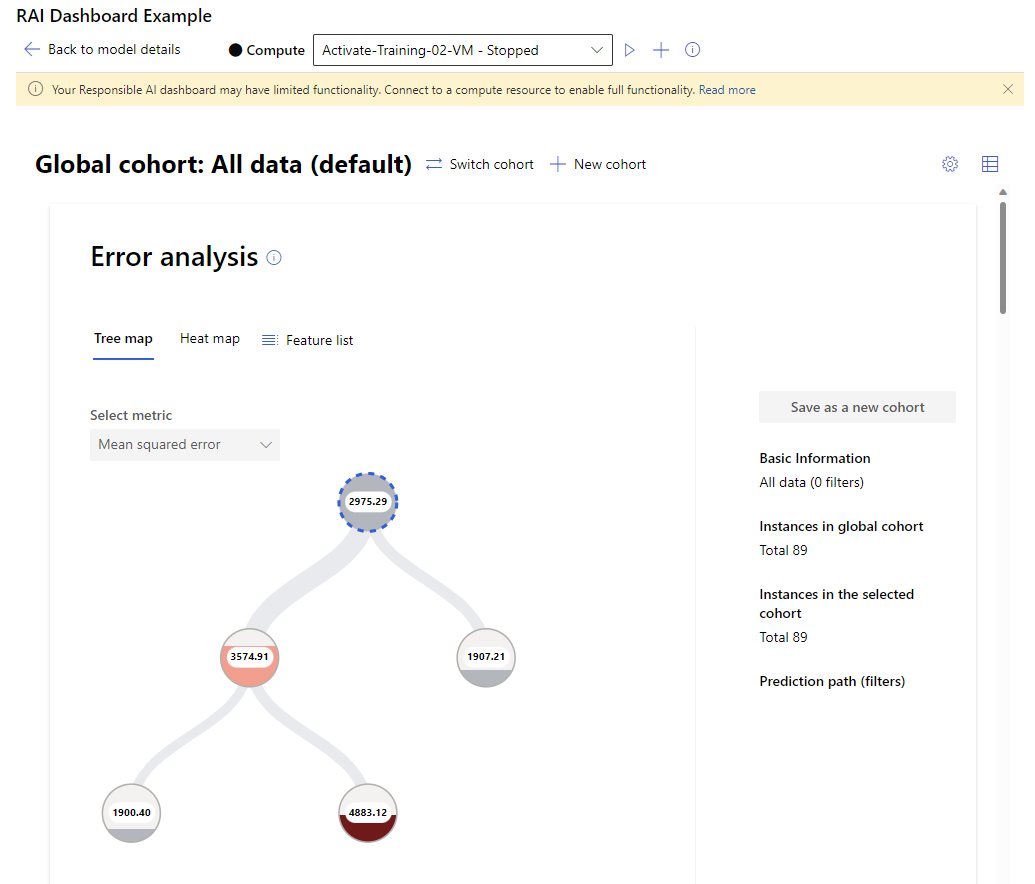 RAI Dashboard Example
Back to model details
Compute
Activate-Training-02-VM - Stopped
Your Responsible AI dashboard may have limited functionality. Connect to a compute resource to enable full functionality. Read more
Global cohort: All data (default)
Switch cohort
New cohort
Error analysis
Tree map
Heat map
Feature list
Select metric
Mean squared error
2975.29
3574.91
1907.21
1900.40
4883.12
Save as a new cohort
Basic Information
All data (0 filters)
Instances in global cohort
Total 89
Instances in the selected
cohort
Total 89
Prediction path (filters)